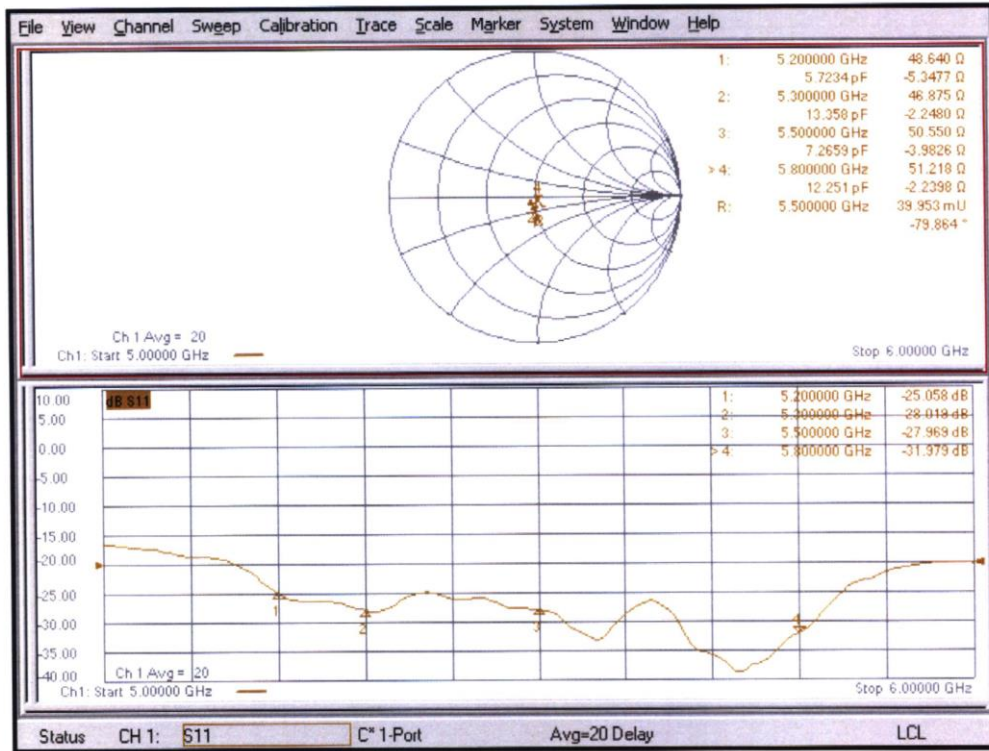 File View Channel Sweep Calibration Trace Scale Marker System Window Help
1: 5.200000 GHz 48.640 Ω
5.7234 pF -5.3477 Ω
2: 5.300000 GHz 46.875 Ω
13.358 pF -2.2480 Ω
3: 5.500000 GHz 50.550 Ω
7.2659 pF -3.9826 Ω
> 4: 5.800000 GHz 51.218 Ω
12.251 pF -2.2398 Ω
R: 5.500000 GHz 39.953 mU
-79.864 °
Ch 1 Avg = 20
Ch1: Start 5.00000 GHz
Stop 6.00000 GHz
dB S11
10.00
5.00
0.00
-5.00
-10.00
-15.00
-20.00
-25.00
-30.00
-35.00
-40.00
1: 5.200000 GHz -25.058 dB
2: 5.300000 GHz -28.019 dB
3: 5.500000 GHz -27.969 dB
> 4: 5.800000 GHz -31.979 dB
1
2
3
4
Ch 1 Avg = 20
Ch1: Start 5.00000 GHz
Stop 6.00000 GHz
Status CH 1: S11 C* 1-Port Avg=20 Delay LCL